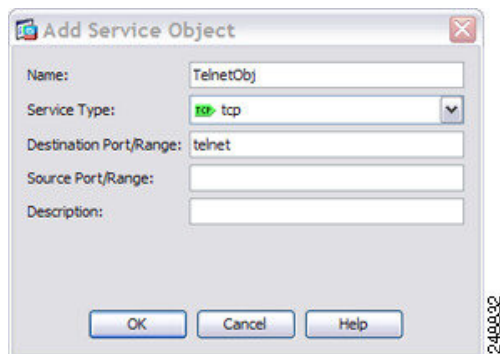 Add Service Object
Name: TelnetObj
Service Type: TCP tcp
Destination Port/Range: telnet
Source Port/Range:
Description:
OK Cancel Help
248832